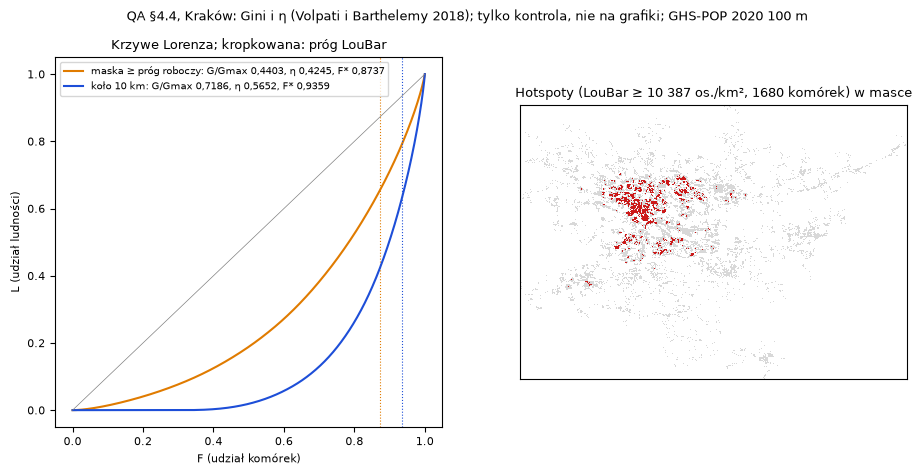 QA §4.4, Kraków: Gini i η (Volpati i Barthelemy 2018); tylko kontrola, nie na grafiki; GHS-POP 2020 100 m
Krzywe Lorenza; kropkowana: próg LouBar
maska ≥ próg roboczy: G/Gmax 0,4403, η 0,4245, F* 0,8737
koło 10 km: G/Gmax 0,7186, η 0,5652, F* 0,9359
1.0
0.8
0.6
0.4
0.2
0.0
L (udział ludności)
0.0 0.2 0.4 0.6 0.8 1.0
F (udział komórek)
Hotspoty (LouBar ≥ 10 387 os./km², 1680 komórek) w masce